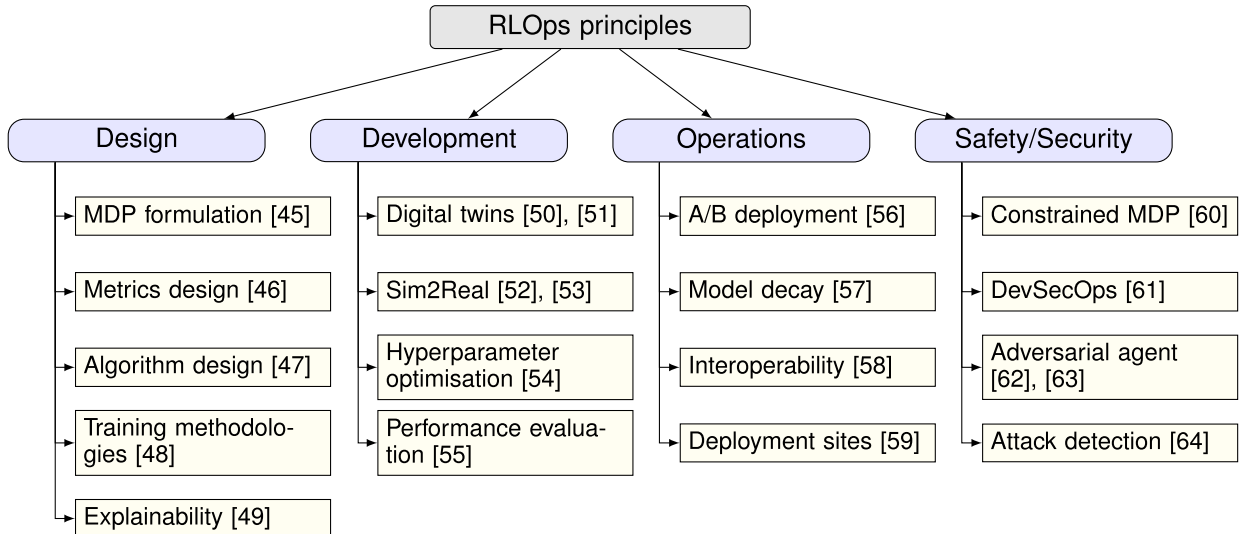 RLOps principles
Design
Development
Operations
Safety/Security
MDP formulation [45]
Digital twins [50], [51]
A/B deployment [56]
Constrained MDP [60]
Metrics design [46]
Sim2Real [52], [53]
Model decay [57]
DevSecOps [61]
Algorithm design [47]
Hyperparameter
optimisation [54]
Interoperability [58]
Adversarial agent
[62], [63]
Training methodolo-
gies [48]
Performance evalua-
tion [55]
Deployment sites [59]
Attack detection [64]
Explainability [49]